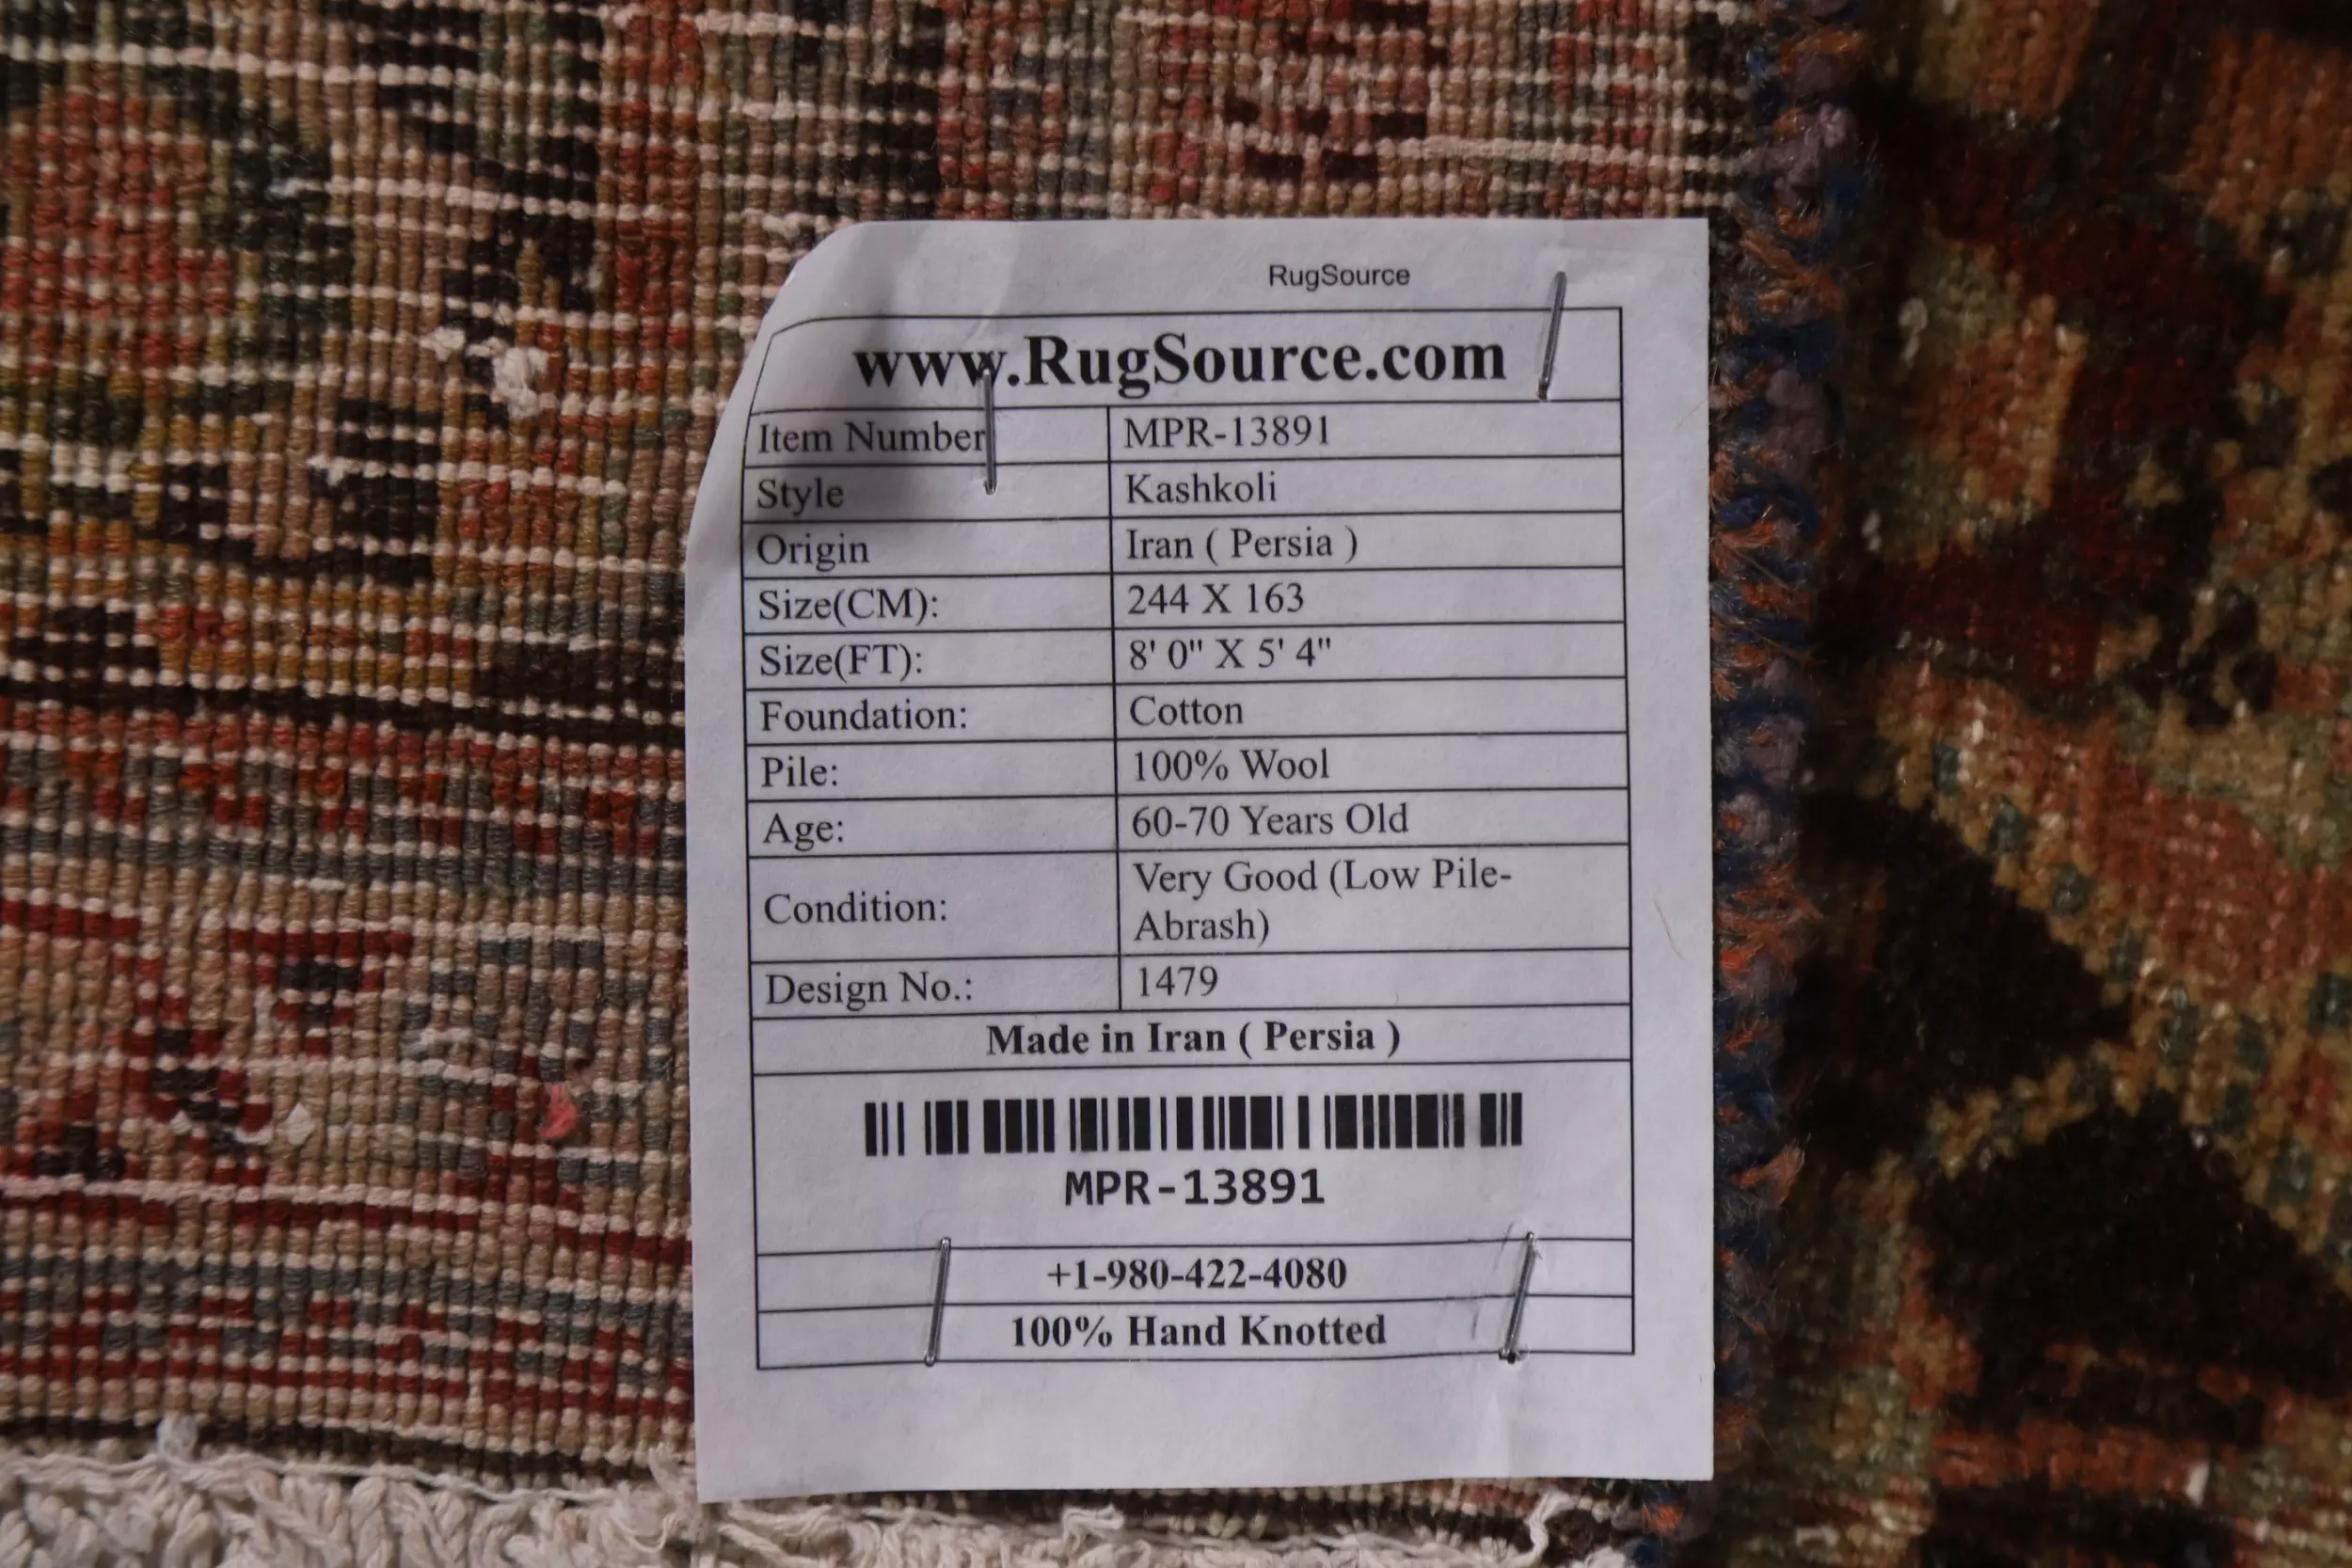 RugSource
www.RugSource.com
Item Number MPR-13891
Style Kashkoli
Origin Iran ( Persia )
Size(CM): 244 X 163
Size(FT): 8' 0" X 5' 4"
Foundation: Cotton
Pile: 100% Wool
Age: 60-70 Years Old
Condition: Very Good (Low Pile-
Abrash)
Design No.: 1479
Made in Iran ( Persia )
MPR-13891
+1-980-422-4080
100% Hand Knotted